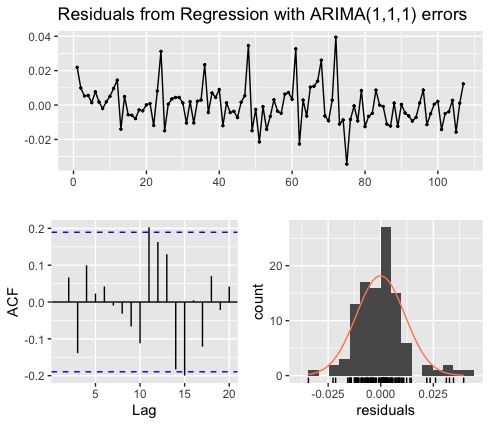 Residuals from Regression with ARIMA(1,1,1) errors
0.04
0.02
0.00
-0.02
0 20 40 60 80 100
0.2
0.1
0.0
-0.1
-0.2
ACF
5 10 15 20
Lag
20
10
0
count
-0.025 0.000 0.025
residuals